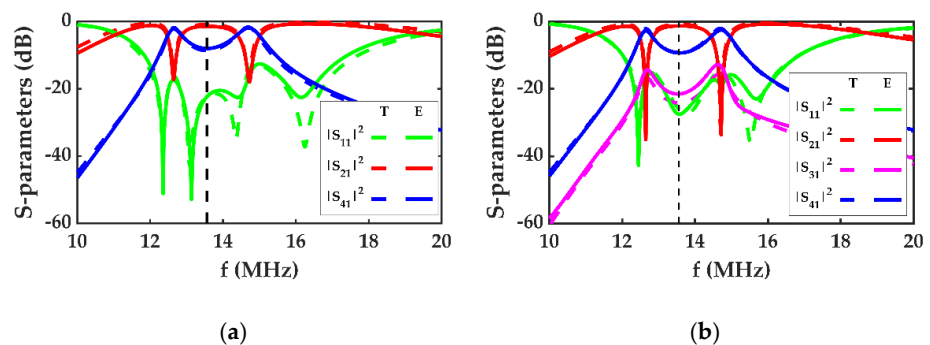 S-parameters (dB)
0
-20
-40
-60
10 12 14 16 18 20
f (MHz)
T E
|S11|²
|S21|²
|S41|²
(a)
S-parameters (dB)
0
-20
-40
-60
10 12 14 16 18 20
f (MHz)
T E
|S11|²
|S21|²
|S31|²
|S41|²
(b)